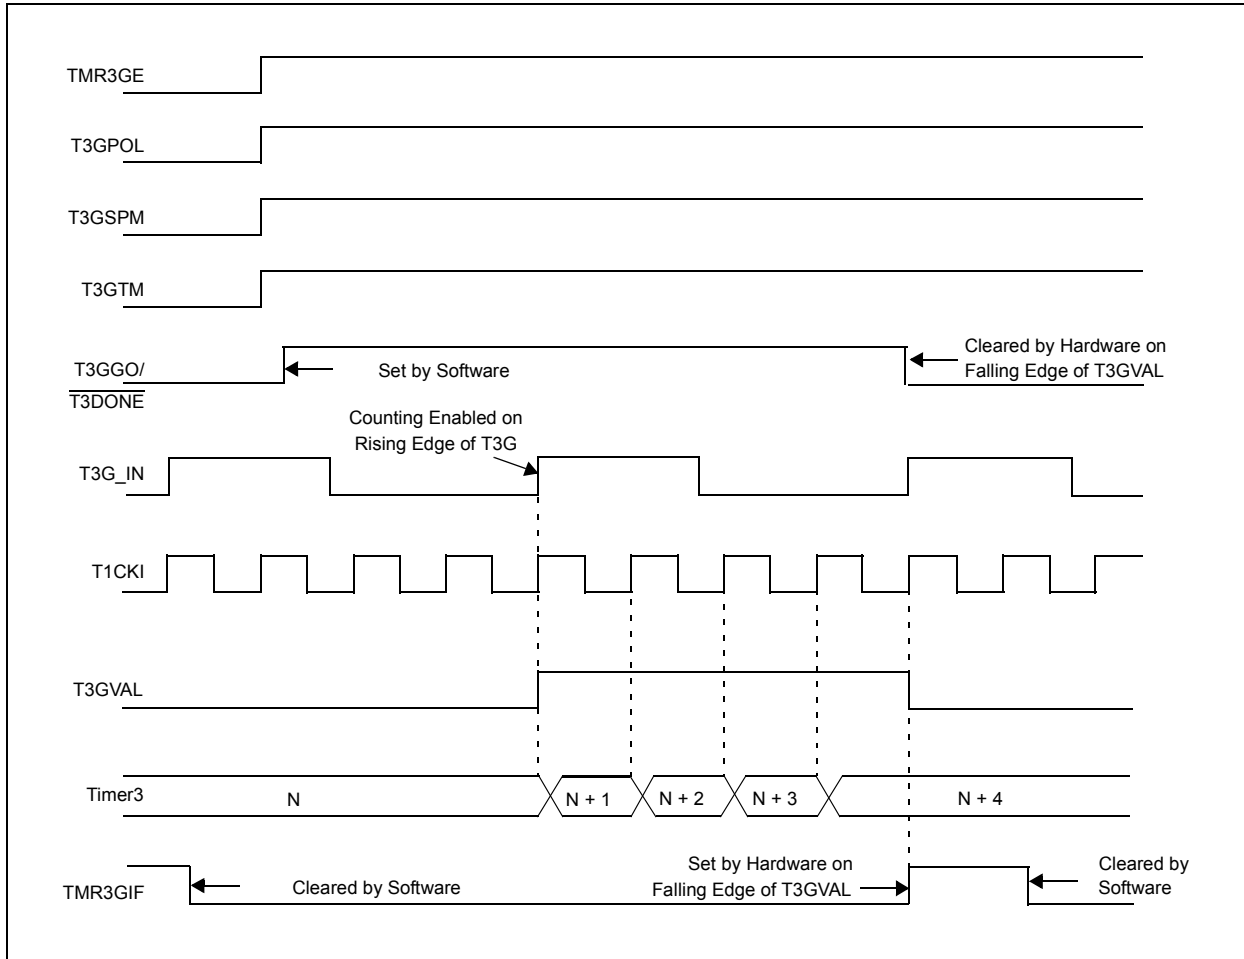 TMR3GE
T3GPOL
T3GSPM
T3GTM
T3GGO/
T3DONE
Set by Software
Cleared by Hardware on
Falling Edge of T3GVAL
Counting Enabled on
Rising Edge of T3G
T3G_IN
T1CKI
T3GVAL
Timer3
N
N + 1
N + 2
N + 3
N + 4
TMR3GIF
Cleared by Software
Set by Hardware on
Falling Edge of T3GVAL
Cleared by
Software